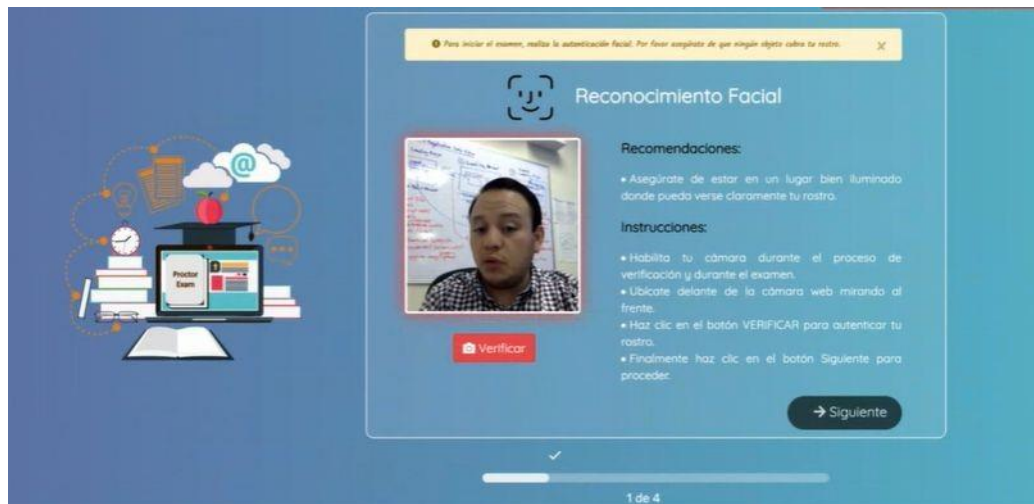 Para iniciar el examen, realiza la autenticación facial. Por favor asegúrate de que ningún objeto cubra tu rostro.
Reconocimiento Facial
Proctor
Exam
Verificar
Recomendaciones:
• Asegúrate de estar en un lugar bien iluminado
donde pueda verse claramente tu rostro.
Instrucciones:
• Habilita tu cámara durante el proceso de
verificación y durante el examen.
• Ubícate delante de la cámara web mirando al
frente.
• Haz clic en el botón VERIFICAR para autenticar tu
rostro.
• Finalmente haz clic en el botón Siguiente para
proceder.
Siguiente
1 de 4